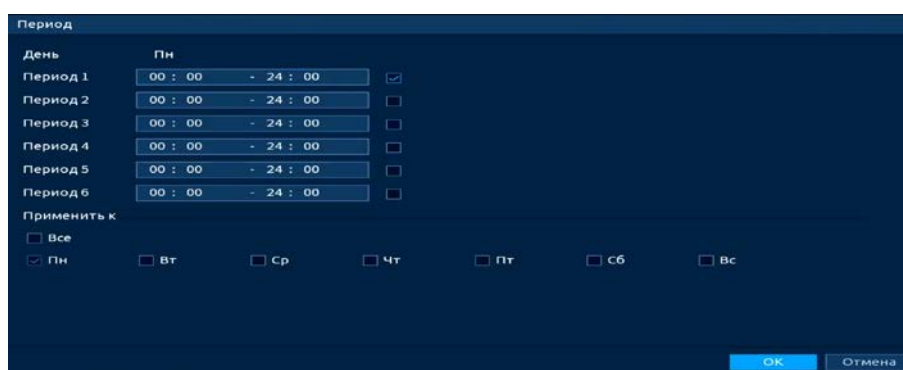 Период
День Пн
Период 1 00 : 00 - 24 : 00
Период 2 00 : 00 - 24 : 00
Период 3 00 : 00 - 24 : 00
Период 4 00 : 00 - 24 : 00
Период 5 00 : 00 - 24 : 00
Период 6 00 : 00 - 24 : 00
Применить к
Все
Пн Вт Ср Чт Пт Сб Вс
OK Отмена